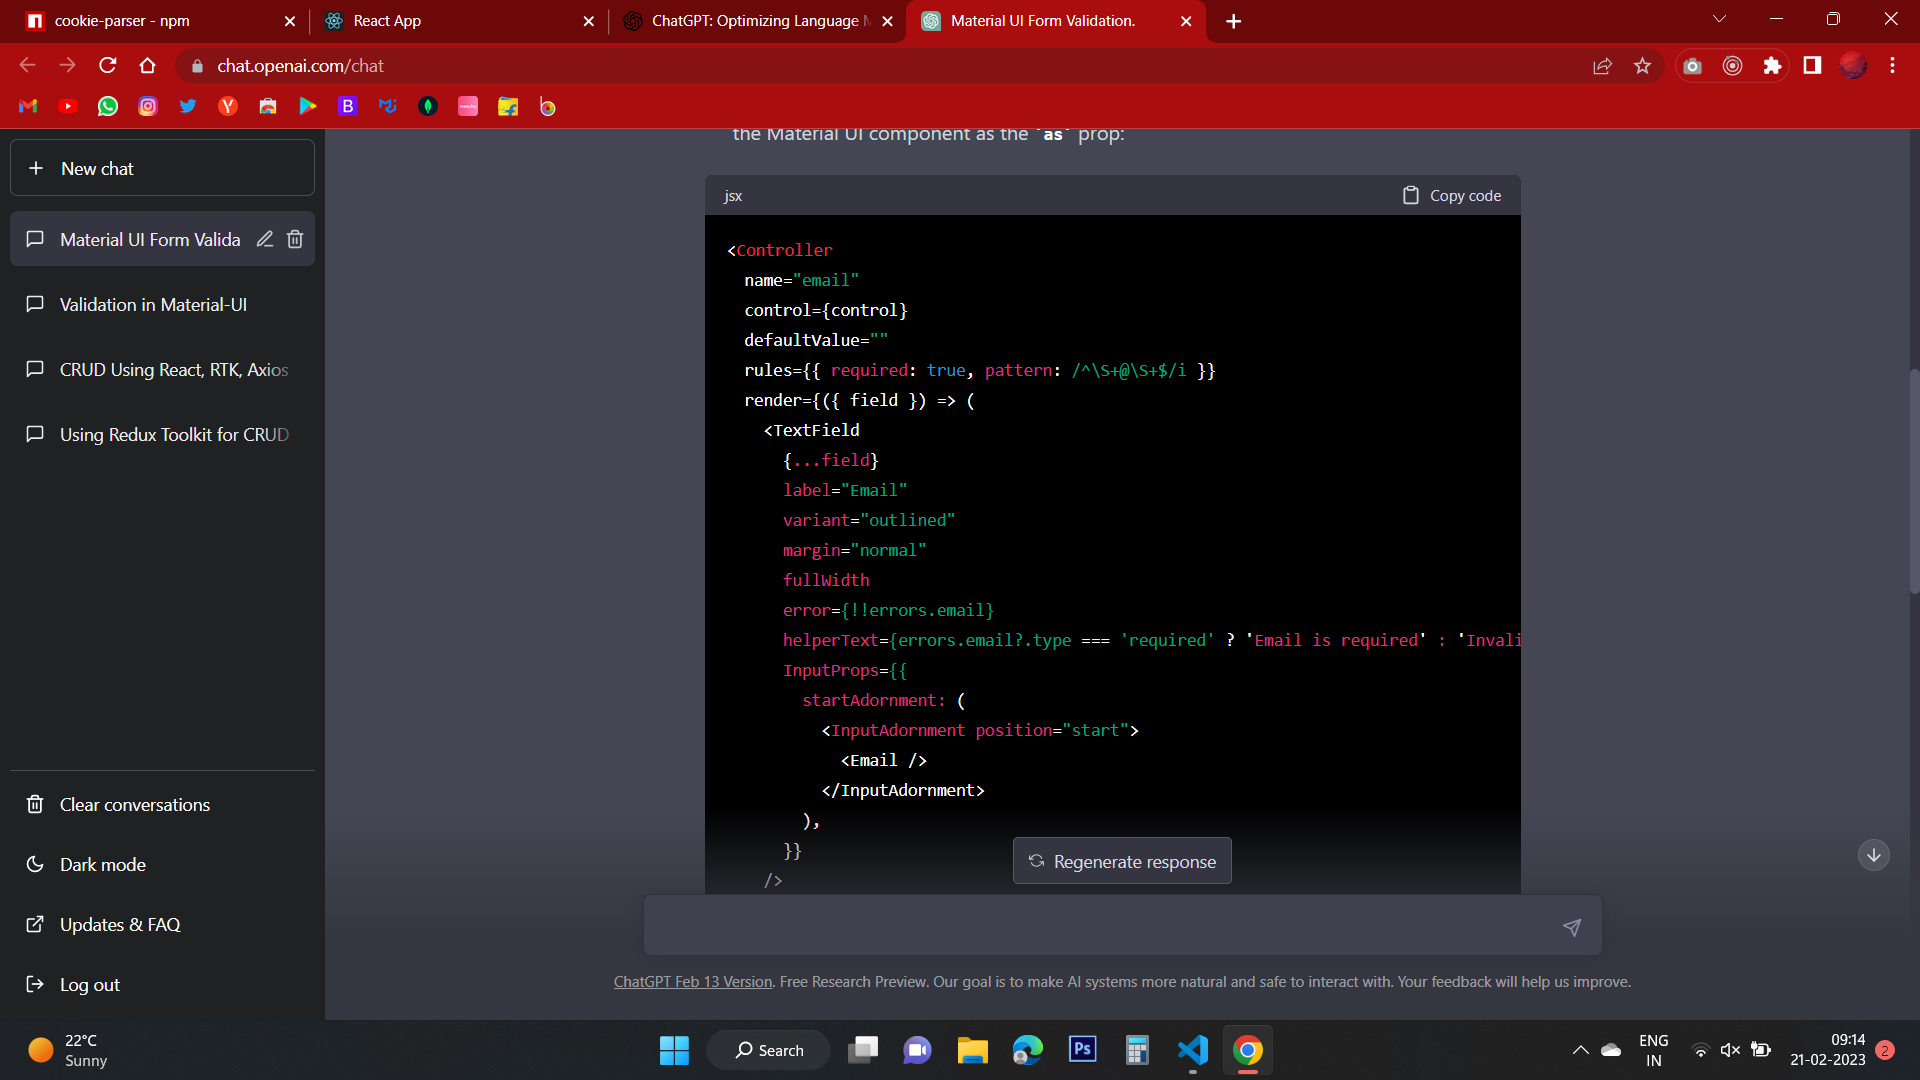 cookie-parser - npm
React App
ChatGPT: Optimizing Language M
Material UI Form Validation.
chat.openai.com/chat
New chat
Material UI Form Valida
Validation in Material-UI
CRUD Using React, RTK, Axios
Using Redux Toolkit for CRUD
Clear conversations
Dark mode
Updates & FAQ
Log out
the Material UI component as the `as` prop:
jsx
Copy code
<Controller
name="email"
control={control}
defaultValue=""
rules={{ required: true, pattern: /^\S+@\S+$/i }}
render={({ field }) => (
<TextField
{...field}
label="Email"
variant="outlined"
margin="normal"
fullWidth
error={!!errors.email}
helperText={errors.email?.type === 'required' ? 'Email is required' : 'Invali
InputProps={{
startAdornment: (
<InputAdornment position="start">
<Email />
</InputAdornment>
),
}}
/>
Regenerate response
ChatGPT Feb 13 Version. Free Research Preview. Our goal is to make AI systems more natural and safe to interact with. Your feedback will help us improve.
22°C
Sunny
Search
Ps
ENG
IN
09:14
21-02-2023
2